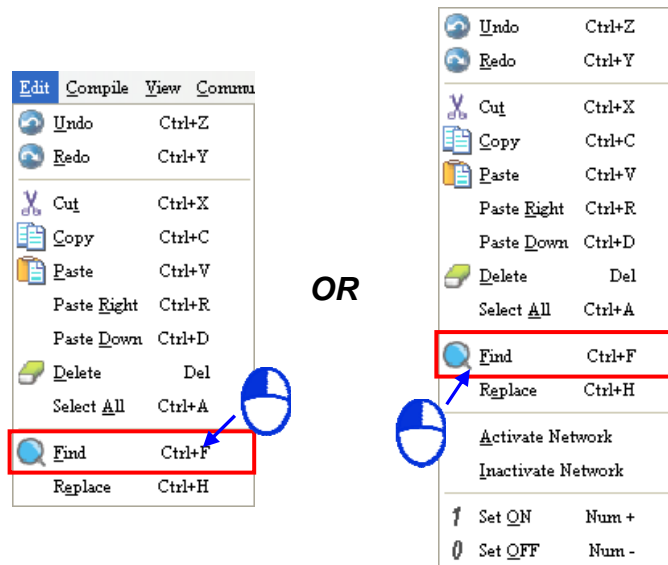 Edit Compile View Commu
Undo Ctrl+Z
Redo Ctrl+Y
Cut Ctrl+X
Copy Ctrl+C
Paste Ctrl+V
Paste Right Ctrl+R
Paste Down Ctrl+D
Delete Del
Select All Ctrl+A
Find Ctrl+F
Replace Ctrl+H
OR
Undo Ctrl+Z
Redo Ctrl+Y
Cut Ctrl+X
Copy Ctrl+C
Paste Ctrl+V
Paste Right Ctrl+R
Paste Down Ctrl+D
Delete Del
Select All Ctrl+A
Find Ctrl+F
Replace Ctrl+H
Activate Network
Inactivate Network
1 Set ON Num +
0 Set OFF Num -